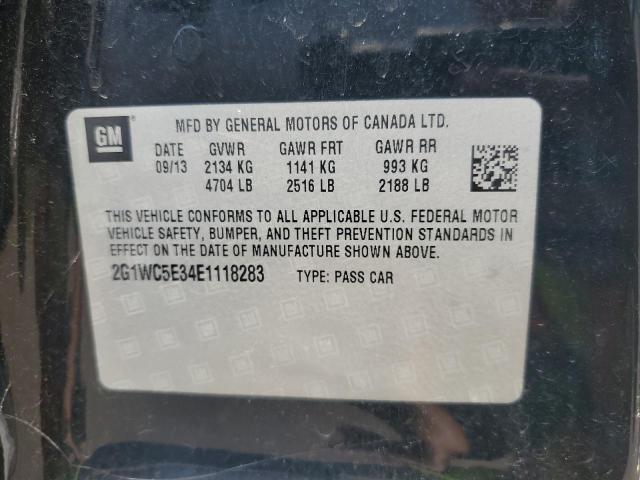 GM
MFD BY GENERAL MOTORS OF CANADA LTD.
DATE GVWR GAWR FRT GAWR RR
09/13 2134 KG 1141 KG 993 KG
4704 LB 2516 LB 2188 LB
THIS VEHICLE CONFORMS TO ALL APPLICABLE U.S. FEDERAL MOTOR
VEHICLE SAFETY, BUMPER, AND THEFT PREVENTION STANDARDS IN
EFFECT ON THE DATE OF MANUFACTURE SHOWN ABOVE.
2G1WC5E34E1118283 TYPE: PASS CAR